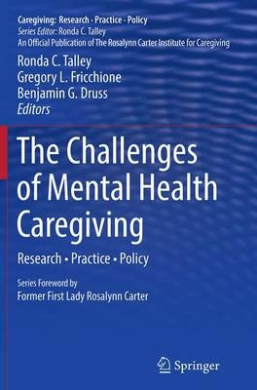 Caregiving: Research · Practice · Policy
Series Editor: Ronda C. Talley
An Official Publication of The Rosalynn Carter Institute for Caregiving
Ronda C. Talley
Gregory L. Fricchione
Benjamin G. Druss
Editors
The Challenges
of Mental Health
Caregiving
Research • Practice • Policy
Series Foreword by
Former First Lady Rosalynn Carter
Springer